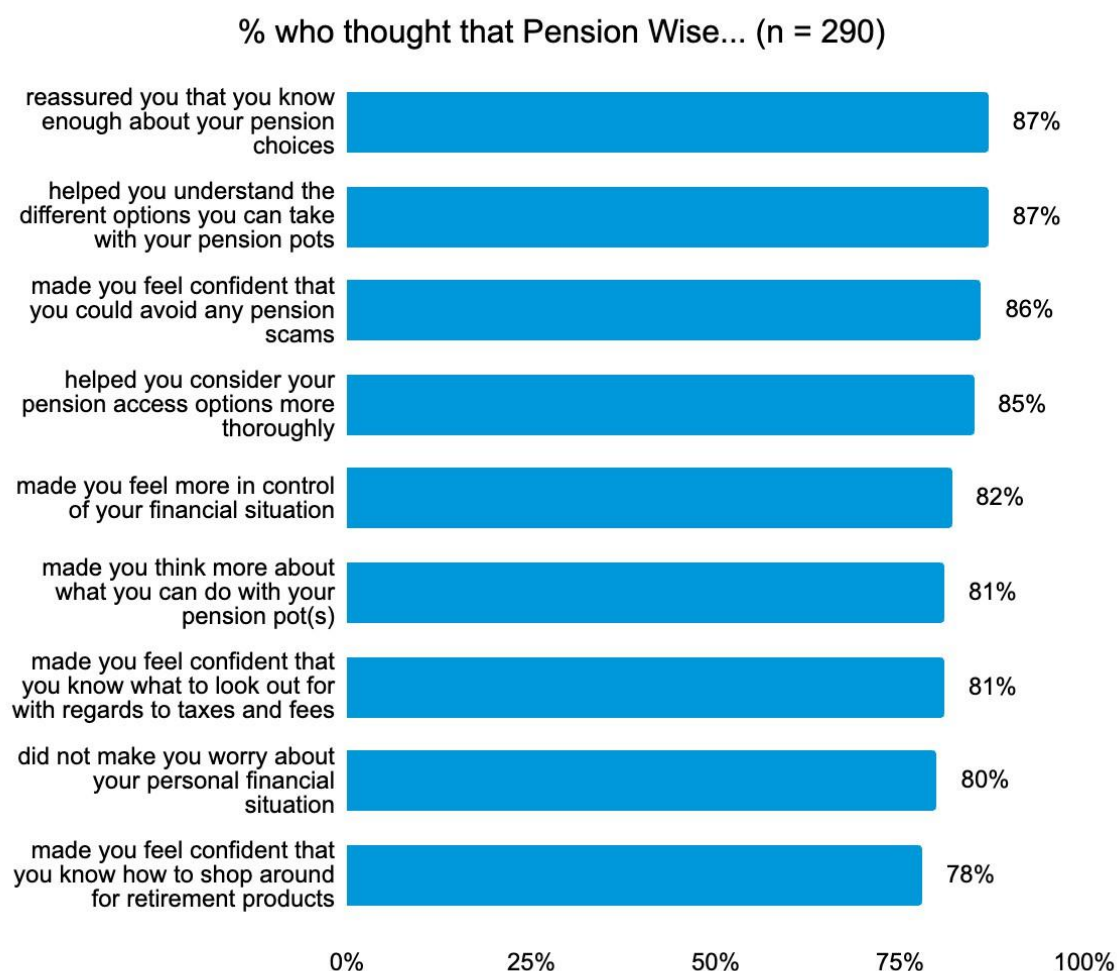 % who thought that Pension Wise... (n = 290)
reassured you that you know
enough about your pension
choices
87%
helped you understand the
different options you can take
with your pension pots
87%
made you feel confident that
you could avoid any pension
scams
86%
helped you consider your
pension access options more
thoroughly
85%
made you feel more in control
of your financial situation
82%
made you think more about
what you can do with your
pension pot(s)
81%
made you feel confident that
you know what to look out for
with regards to taxes and fees
81%
did not make you worry about
your personal financial
situation
80%
made you feel confident that
you know how to shop around
for retirement products
78%
0% 25% 50% 75% 100%